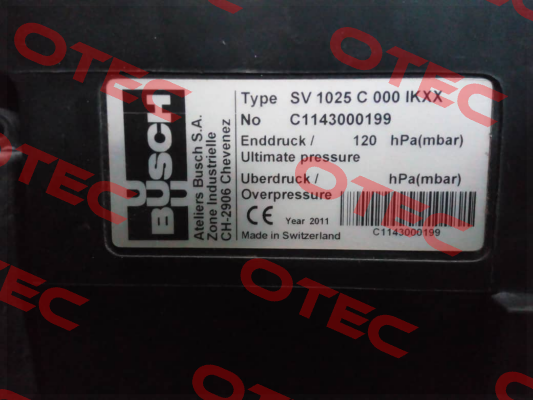 BUSCH
Ateliers Busch S.A.
Zone Industrielle
CH-2906 Chevenez
Type SV 1025 C 000 IKXX
No C1143000199
Enddruck / 120 hPa(mbar)
Ultimate pressure
Uberdruck / hPa(mbar)
Overpressure
CE Year 2011
Made in Switzerland
C1143000199
OTEC
OTEC
OTEC
OTEC
OTEC
OTEC
OTEC
OTEC